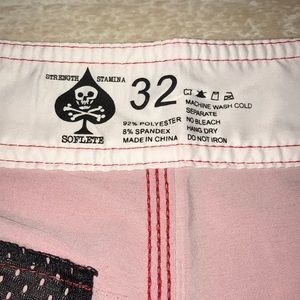 STRENGTH STAMINA
SOFLETE
32
92% POLYESTER
8% SPANDEX
MADE IN CHINA
MACHINE WASH COLD
SEPARATE
NO BLEACH
HANG DRY
DO NOT IRON